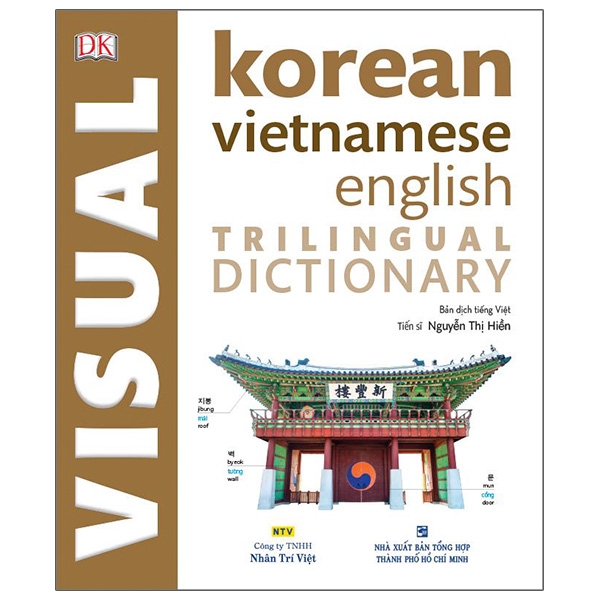 DK
VISUAL
korean
vietnamese
english
TRILINGUAL
DICTIONARY
Bản dịch tiếng Việt
Tiến sĩ Nguyễn Thị Hiền
新豐樓
지붕
jibung
mái
roof
벽
byeok
tường
wall
문
mun
cổng
door
NTV
Công ty TNHH
Nhân Trí Việt
NHÀ XUẤT BẢN TỔNG HỢP
THÀNH PHỐ HỒ CHÍ MINH